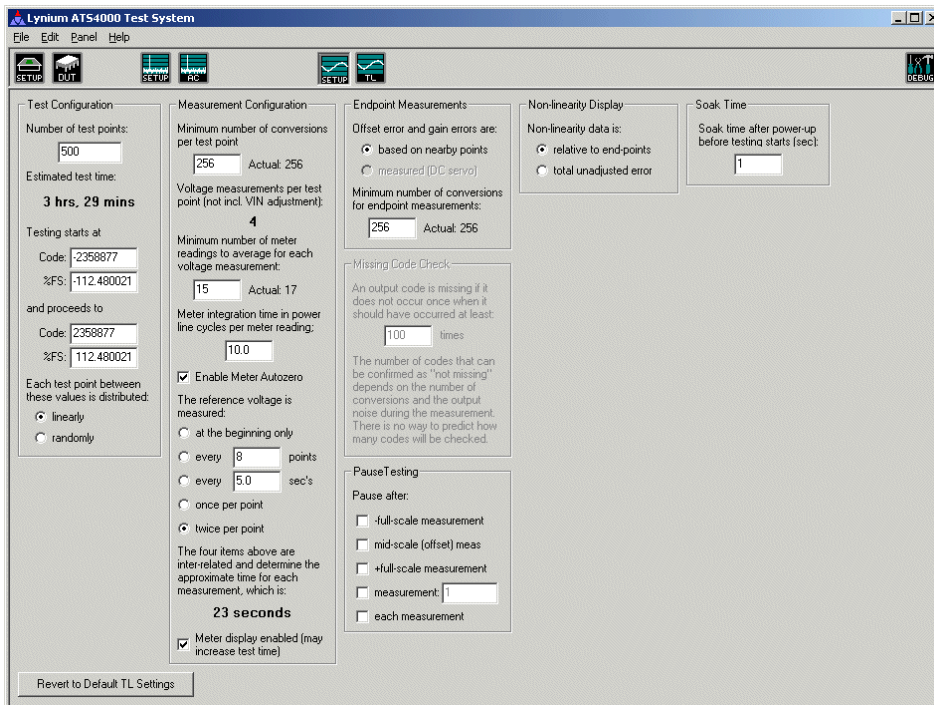 Lynium ATS4000 Test System
File Edit Panel Help
SETUP DUT SETUP AC SETUP TL DEBUG
Test Configuration
Number of test points:
500
Estimated test time:
3 hrs, 29 mins
Testing starts at
Code: -2358877
%FS: -112.480021
and proceeds to
Code: 2358877
%FS: 112.480021
Each test point between
these values is distributed:
linearly
randomly
Measurement Configuration
Minimum number of conversions
per test point
256 Actual: 256
Voltage measurements per test
point (not incl. VIN adjustment):
4
Minimum number of meter
readings to average for each
voltage measurement:
15 Actual: 17
Meter integration time in power
line cycles per meter reading;
10.0
Enable Meter Autozero
The reference voltage is
measured:
at the beginning only
every 8 points
every 5.0 sec's
once per point
twice per point
The four items above are
inter-related and determine the
approximate time for each
measurement, which is:
23 seconds
Meter display enabled (may
increase test time)
Endpoint Measurements
Offset error and gain errors are:
based on nearby points
measured (DC servo)
Minimum number of conversions
for endpoint measurements:
256 Actual: 256
Missing Code Check
An output code is missing if it
does not occur once when it
should have occurred at least:
100 times
The number of codes that can
be confirmed as "not missing"
depends on the number of
conversions and the output
noise during the measurement.
There is no way to predict how
many codes will be checked.
PauseTesting
Pause after:
-full-scale measurement
mid-scale (offset) meas
+full-scale measurement
measurement: 1
each measurement
Non-linearity Display
Non-linearity data is:
relative to end-points
total unadjusted error
Soak Time
Soak time after power-up
before testing starts (sec):
1
Revert to Default TL Settings